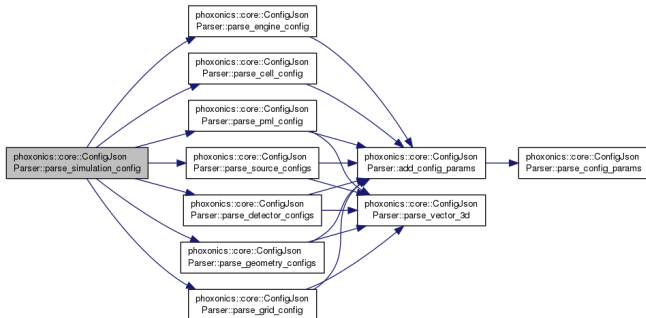 phoxonics::core::ConfigJson
Parser::parse_engine_config
phoxonics::core::ConfigJson
Parser::parse_cell_config
phoxonics::core::ConfigJson
Parser::parse_pml_config
phoxonics::core::ConfigJson
Parser::parse_simulation_config
phoxonics::core::ConfigJson
Parser::parse_source_configs
phoxonics::core::ConfigJson
Parser::add_config_params
phoxonics::core::ConfigJson
Parser::parse_config_params
phoxonics::core::ConfigJson
Parser::parse_detector_configs
phoxonics::core::ConfigJson
Parser::parse_vector_3d
phoxonics::core::ConfigJson
Parser::parse_geometry_configs
phoxonics::core::ConfigJson
Parser::parse_grid_config